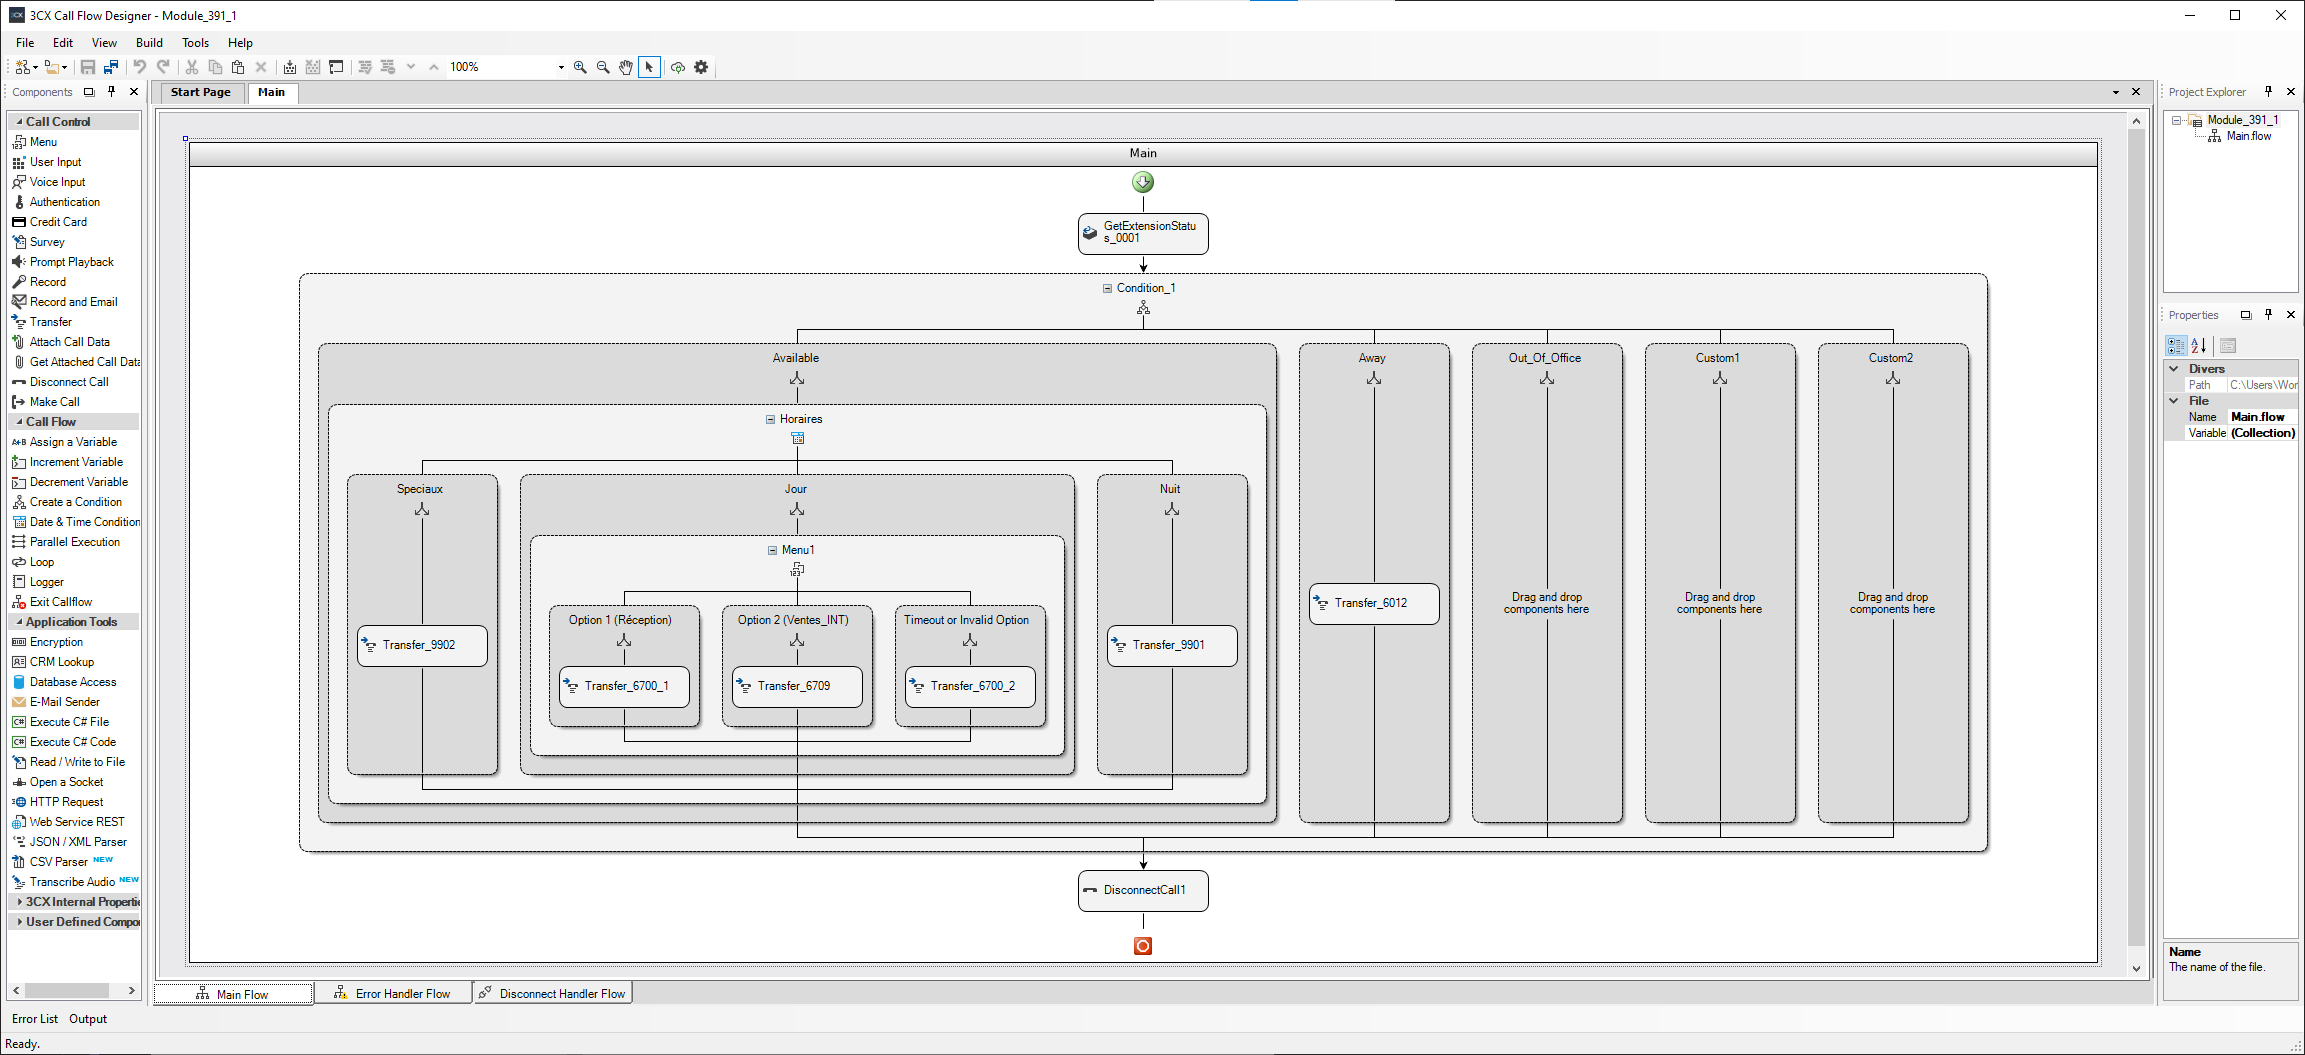 3CX Call Flow Designer - Module_391_1
File Edit View Build Tools Help
100%
Components
Call Control
Menu
User Input
Voice Input
Authentication
Credit Card
Survey
Prompt Playback
Record
Record and Email
Transfer
Attach Call Data
Get Attached Call Data
Disconnect Call
Make Call
Call Flow
Assign a Variable
Increment Variable
Decrement Variable
Create a Condition
Date & Time Condition
Parallel Execution
Loop
Logger
Exit Callflow
Application Tools
Encryption
CRM Lookup
Database Access
E-Mail Sender
Execute C# File
Execute C# Code
Read / Write to File
Open a Socket
HTTP Request
Web Service REST
JSON / XML Parser
CSV Parser NEW
Transcribe Audio NEW
3CX Internal Properti
User Defined Compo
Start Page Main
Main
GetExtensionStatu
s_0001
Condition_1
Available Away Out_Of_Office Custom1 Custom2
Horaires
Speciaux Jour Nuit
Menu1
Option 1 (Réception) Option 2 (Ventes_INT) Timeout or Invalid Option
Transfer_9902
Transfer_6700_1
Transfer_6709
Transfer_6700_2
Transfer_9901
Transfer_6012
Drag and drop
components here
Drag and drop
components here
Drag and drop
components here
DisconnectCall1
Main Flow Error Handler Flow Disconnect Handler Flow
Project Explorer
Module_391_1
Main.flow
Properties
Divers
Path C:\Users\Wor
File
Name Main.flow
Variable (Collection)
Name
The name of the file.
Error List Output
Ready.